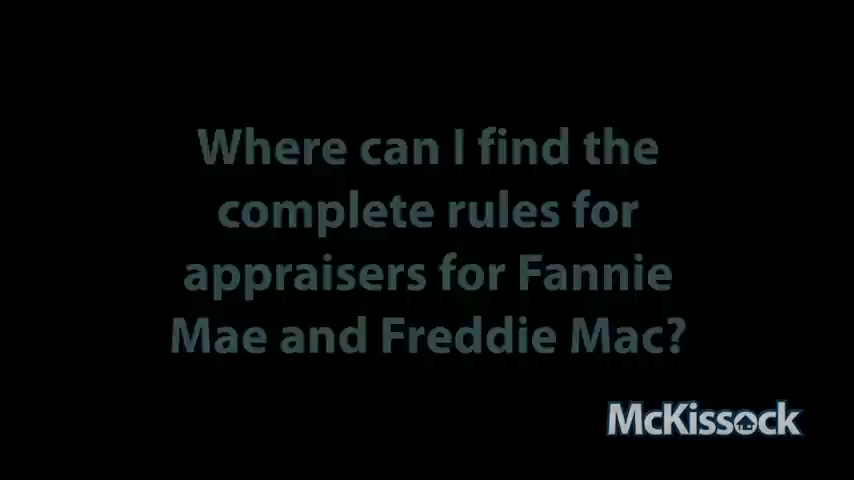 Where can I find the
complete rules for
appraisers for Fannie
Mae and Freddie Mac?
McKissock